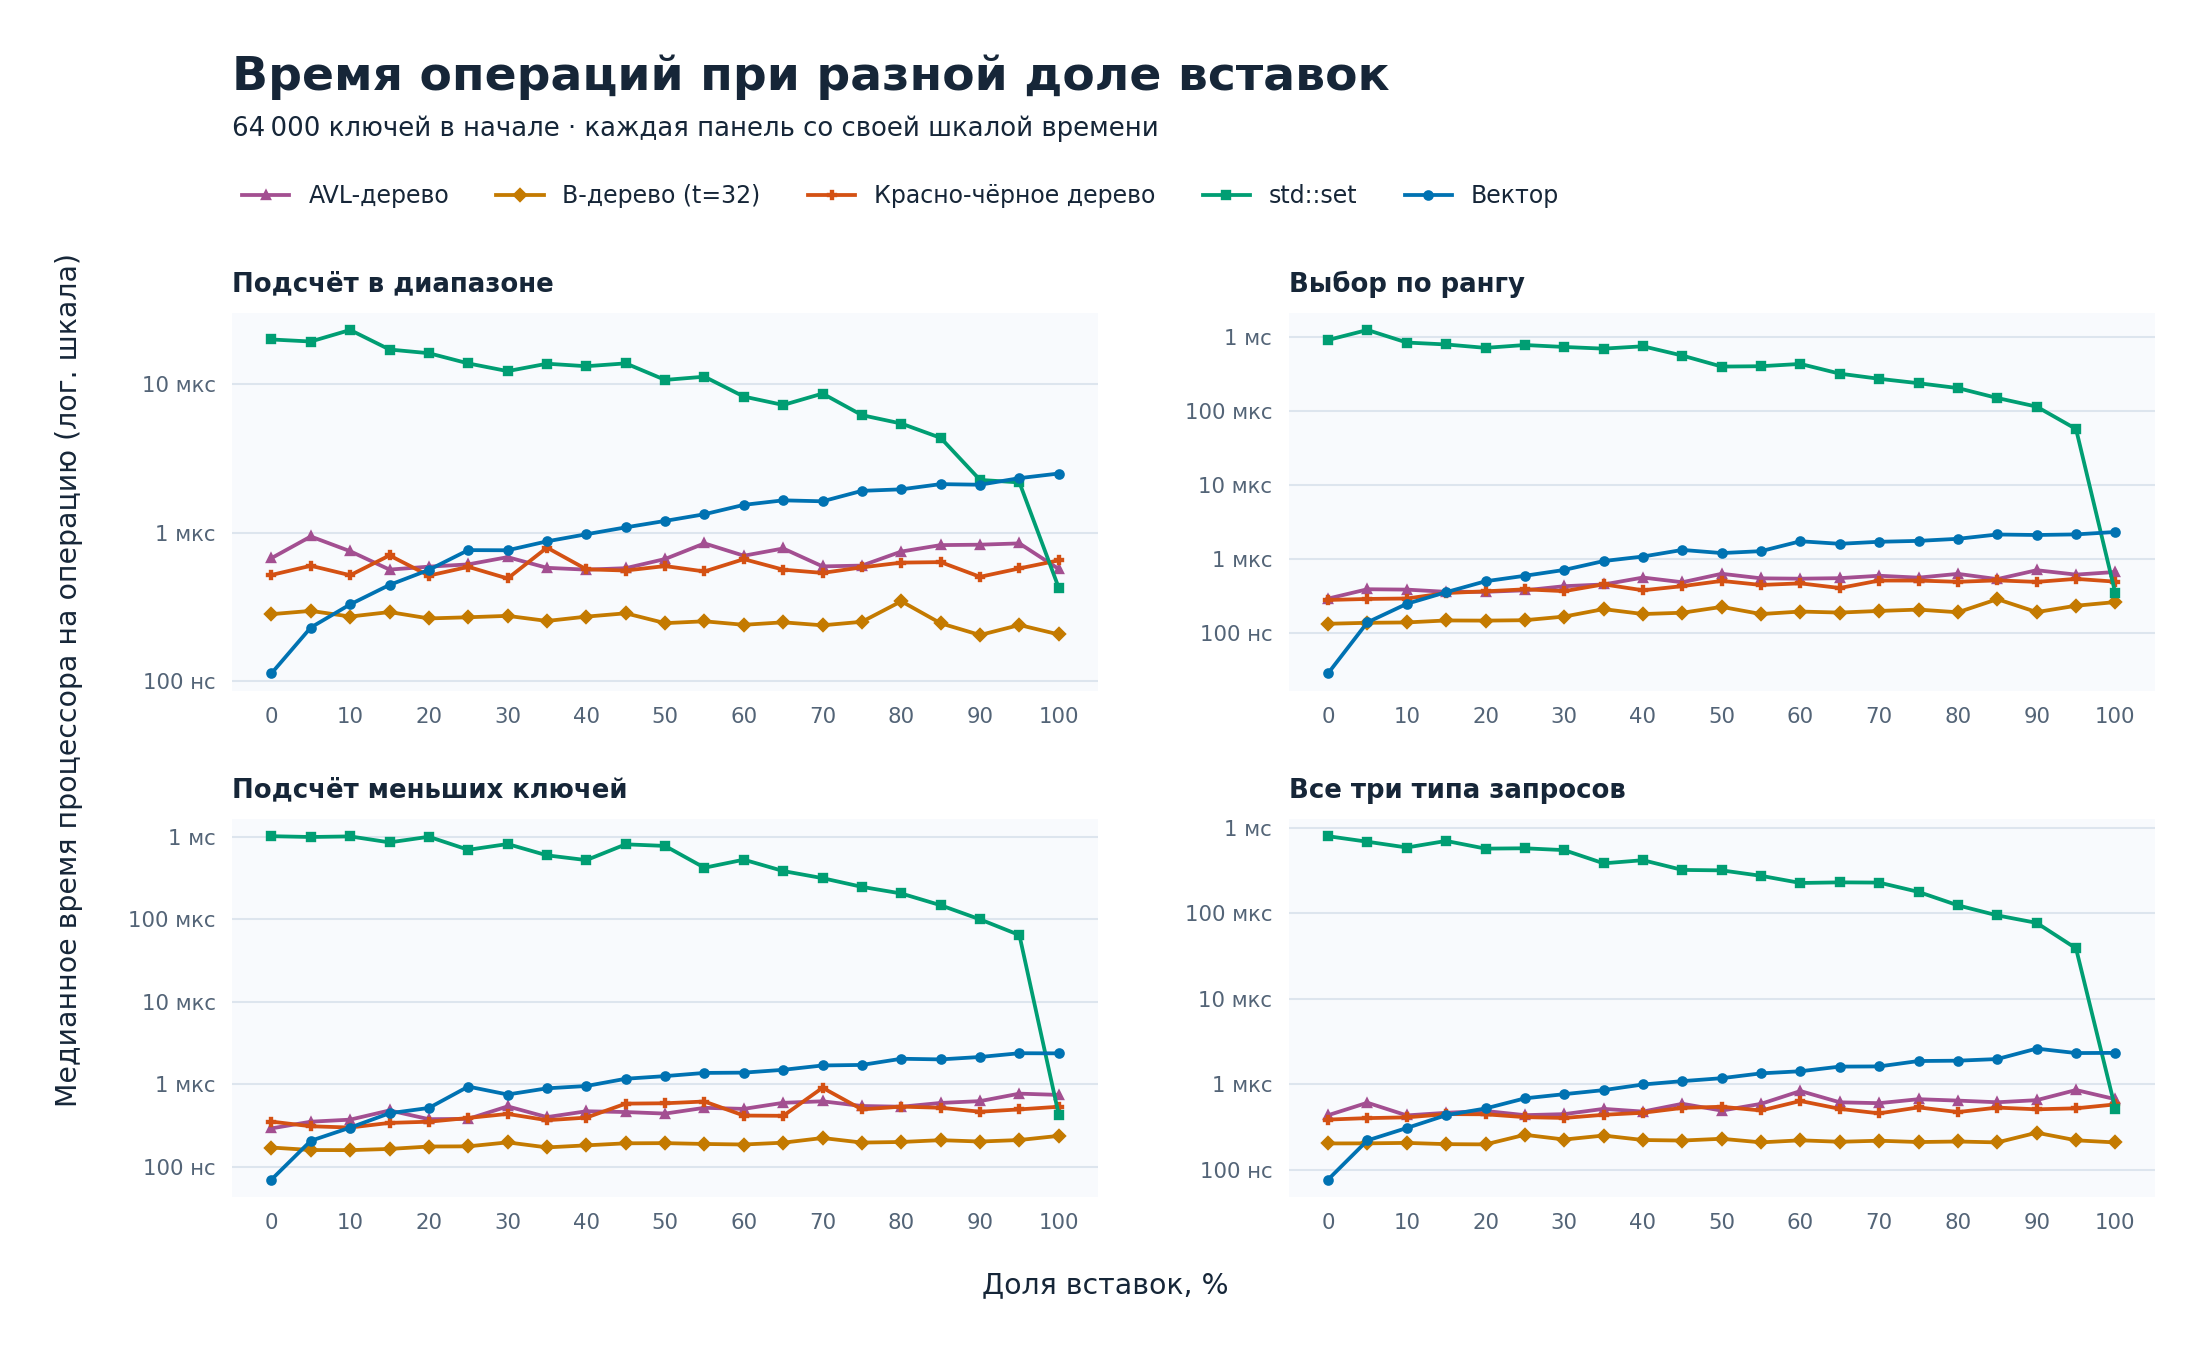 Время операций при разной доле вставок
64 000 ключей в начале · каждая панель со своей шкалой времени
AVL-дерево B-дерево (t=32) Красно-чёрное дерево std::set Вектор
Медианное время процессора на операцию (лог. шкала)
Подсчёт в диапазоне
10 мкс
1 мкс
100 нс
0 10 20 30 40 50 60 70 80 90 100
Выбор по рангу
1 мс
100 мкс
10 мкс
1 мкс
100 нс
0 10 20 30 40 50 60 70 80 90 100
Подсчёт меньших ключей
1 мс
100 мкс
10 мкс
1 мкс
100 нс
0 10 20 30 40 50 60 70 80 90 100
Все три типа запросов
1 мс
100 мкс
10 мкс
1 мкс
100 нс
0 10 20 30 40 50 60 70 80 90 100
Доля вставок, %